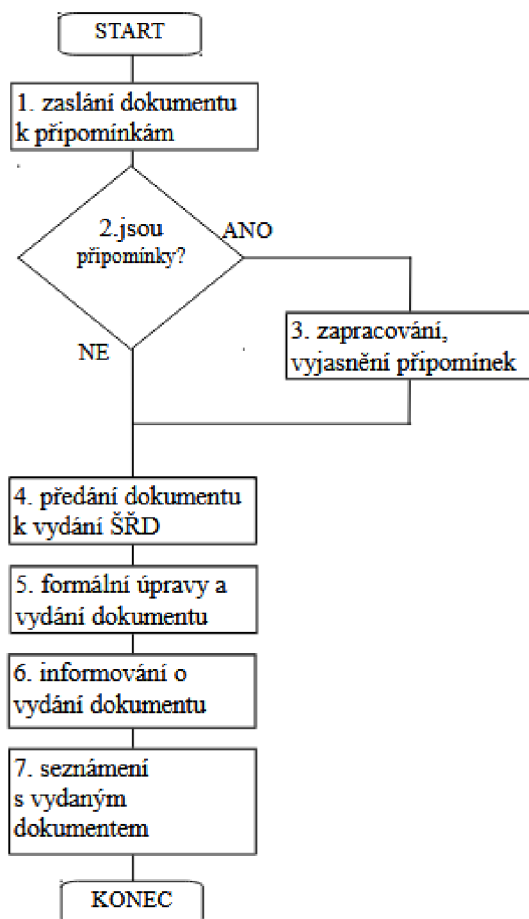 START
1. zaslání dokumentu
k připomínkám
2.jsou
připomínky?
ANO
NE
3. zapracování,
vyjasnění připomínek
4. předání dokumentu
k vydání ŠŘD
5. formální úpravy a
vydání dokumentu
6. informování o
vydání dokumentu
7. seznámení
s vydaným
dokumentem
KONEC